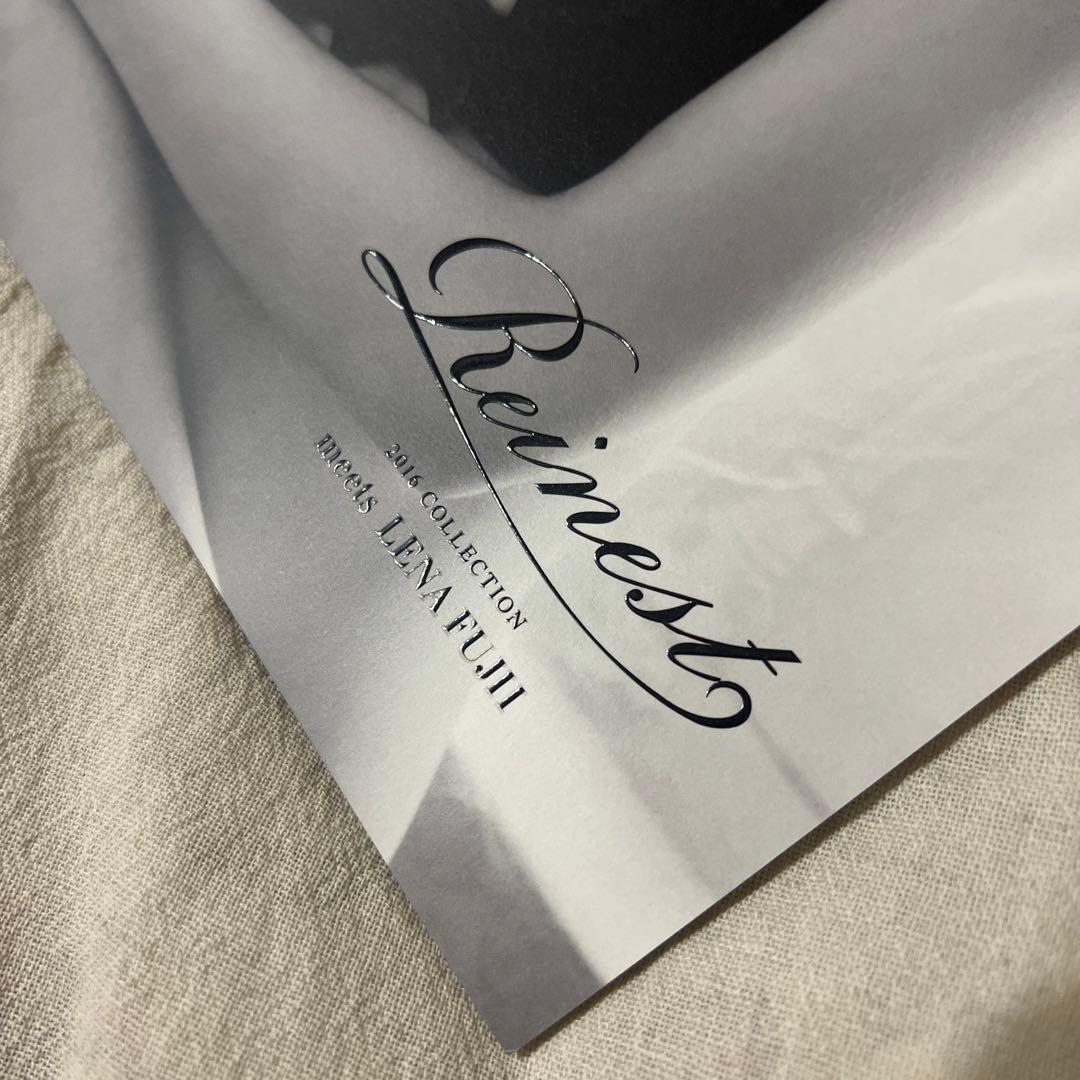 Reinest
2016 COLLECTION
meets LENA FUJII